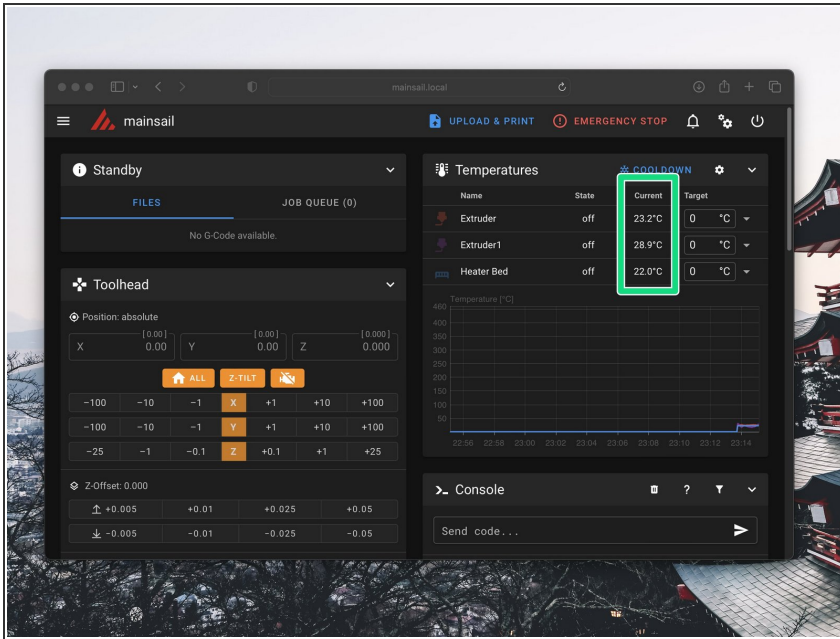 mainsail.local
mainsail
UPLOAD & PRINT
EMERGENCY STOP
Standby
FILES
JOB QUEUE (0)
No G-Code available.
Toolhead
Position: absolute
[ 0.00 ] [ 0.00 ] [ 0.000 ]
X 0.00 Y 0.00 Z 0.000
ALL Z-TILT
-100 -10 -1 X +1 +10 +100
-100 -10 -1 Y +1 +10 +100
-25 -1 -0.1 Z +0.1 +1 +25
Z-Offset: 0.000
+0.005 +0.01 +0.025 +0.05
-0.005 -0.01 -0.025 -0.05
Temperatures
COOLDOWN
Name State Current Target
Extruder off 23.2°C 0 °C
Extruder1 off 28.9°C 0 °C
Heater Bed off 22.0°C 0 °C
Temperature [°C]
460
400
350
300
250
200
150
100
50
22:56 22:58 23:00 23:02 23:04 23:06 23:08 23:10 23:12 23:14
Console
Send code...